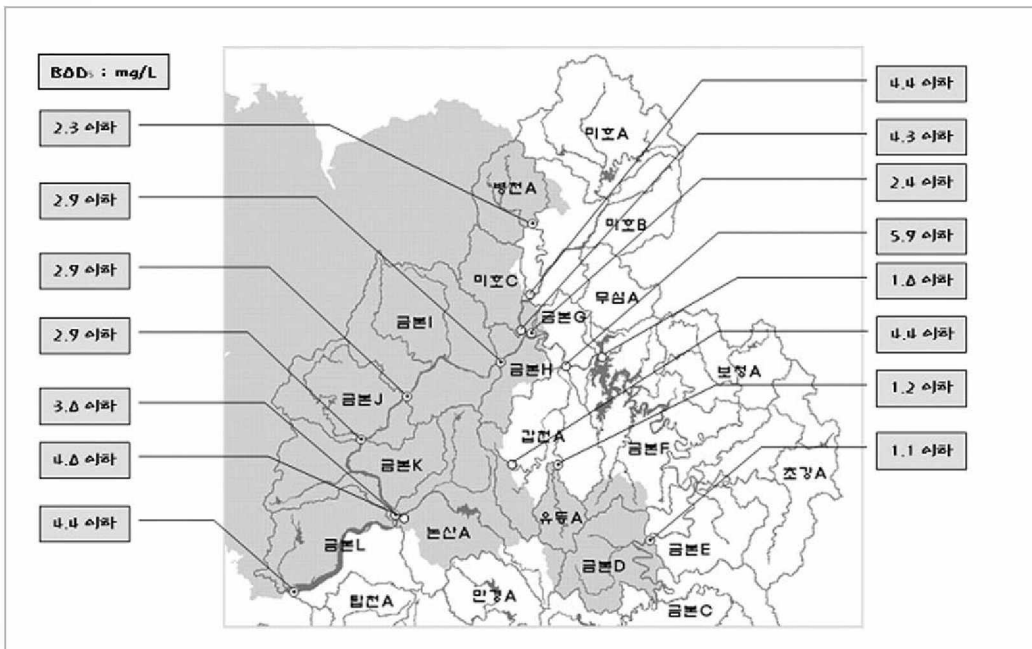 BOD₅ : mg/L
2.3 이하
2.9 이하
2.9 이하
2.9 이하
3.0 이하
4.0 이하
4.4 이하
4.4 이하
4.3 이하
2.4 이하
5.9 이하
1.0 이하
4.4 이하
1.2 이하
1.1 이하
미호A
병천A
미호B
미호C
무심A
금본G
금본I
금본H
보청A
금본J
갑천A
금본F
금본K
초강A
유등A
논산A
금본L
금본E
금본D
탑천A
만경A
금본C